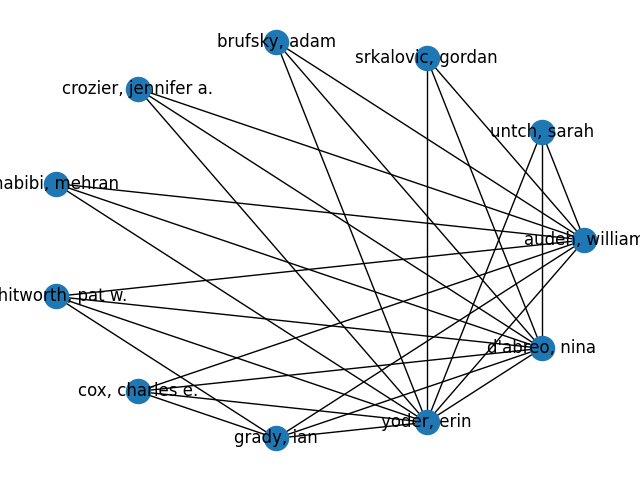 brufsky, adam
srkalovic, gordan
crozier, jennifer a.
untch, sarah
habibi, mehran
audeh, william
hitworth, pat w.
d'abreo, nina
cox, charles e.
yoder, erin
grady, ian